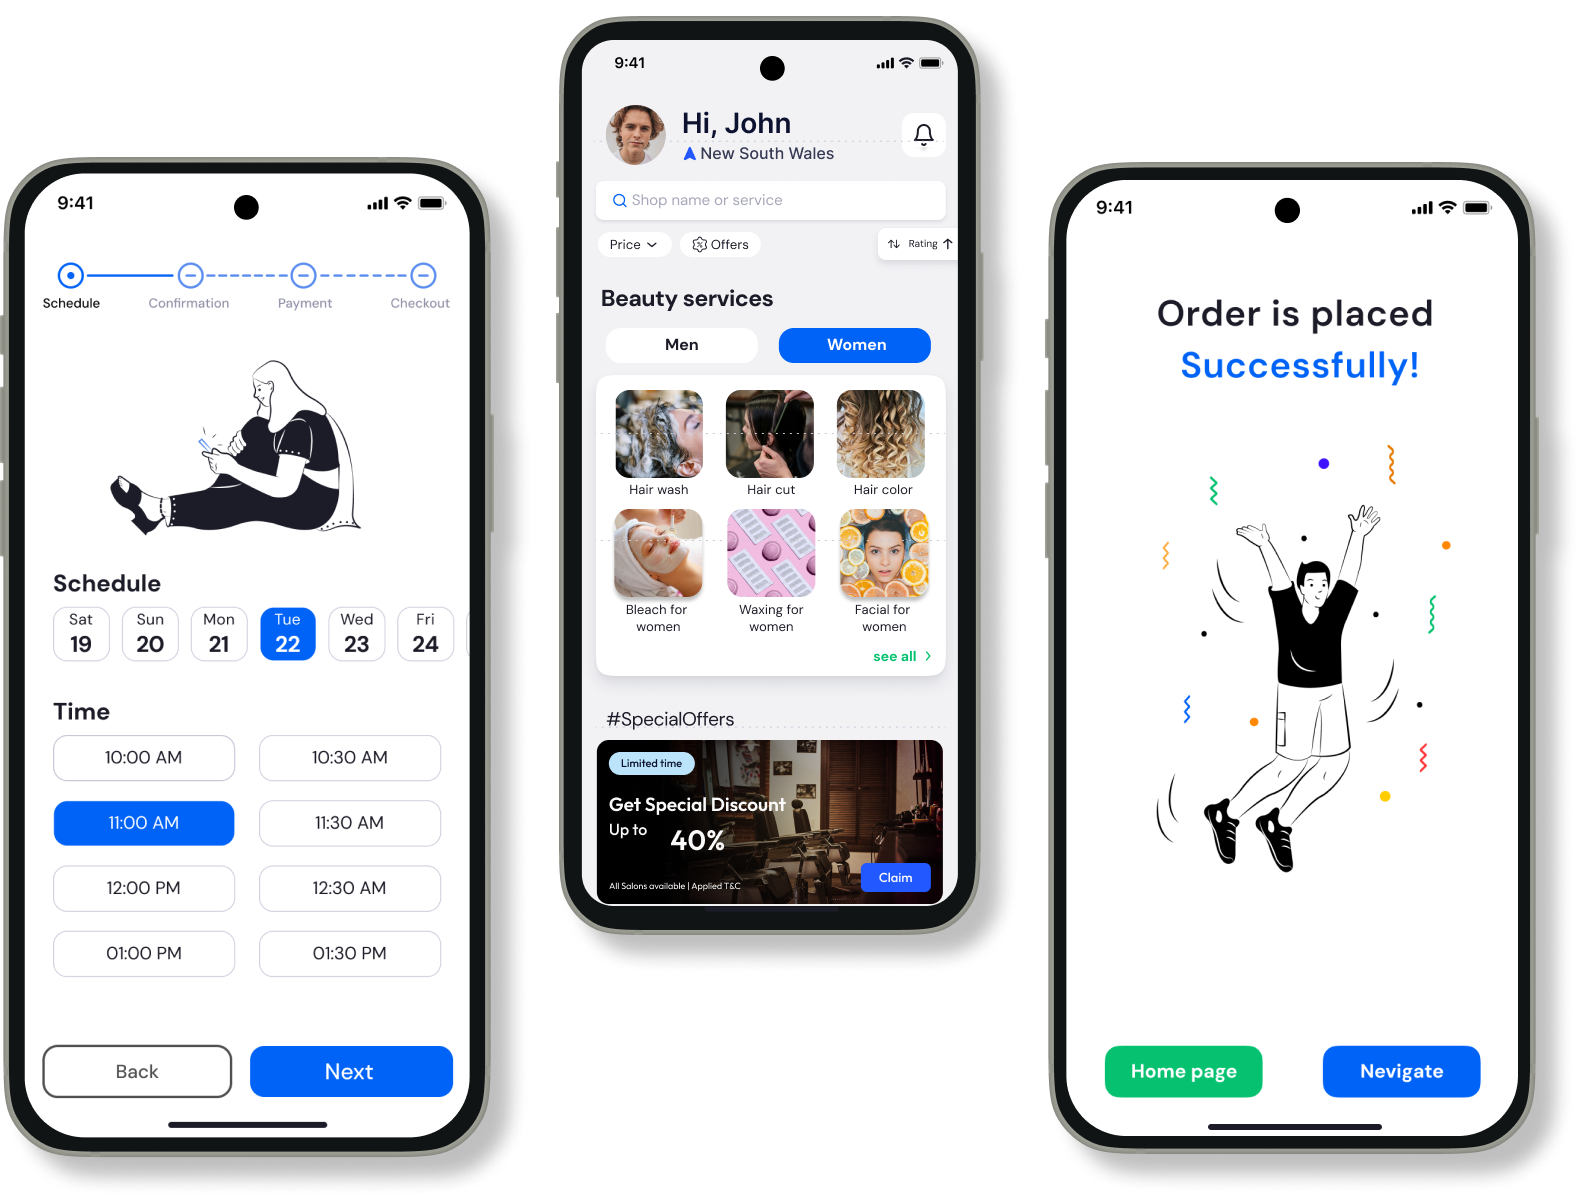 9:41
Schedule
Confirmation
Payment
Checkout
Schedule
Sat
19
Sun
20
Mon
21
Tue
22
Wed
23
Fri
24
Time
10:00 AM
10:30 AM
11:00 AM
11:30 AM
12:00 PM
12:30 AM
01:00 PM
01:30 PM
Back
Next
9:41
Hi, John
New South Wales
Shop name or service
Price
Offers
Rating
Beauty services
Men
Women
Hair wash
Hair cut
Hair color
Bleach for
women
Waxing for
women
Facial for
women
see all
#SpecialOffers
Limited time
Get Special Discount
Up to 40%
All Salons available | Applied T&C
Claim
9:41
Order is placed
Successfully!
Home page
Nevigate